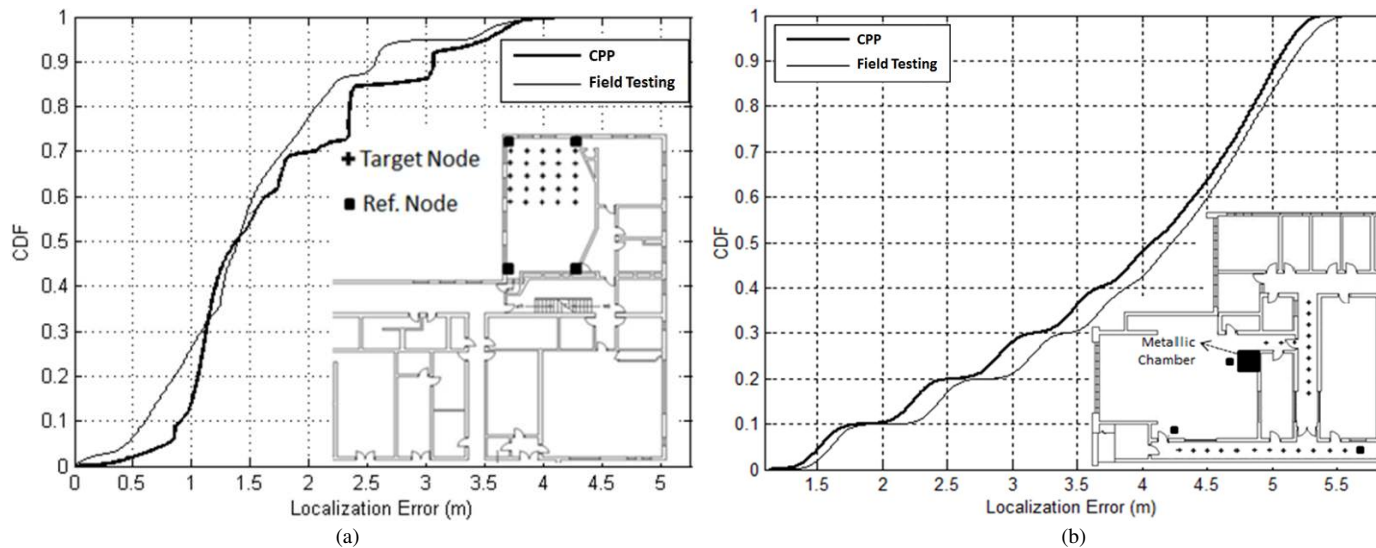 1
0.9
0.8
0.7
0.6
0.5
0.4
0.3
0.2
0.1
0
CDF
CPP
Field Testing
Target Node
Ref. Node
0 0.5 1 1.5 2 2.5 3 3.5 4 4.5 5
Localization Error (m)
(a)
1
0.9
0.8
0.7
0.6
0.5
0.4
0.3
0.2
0.1
0
CDF
CPP
Field Testing
Metallic
Chamber
1.5 2 2.5 3 3.5 4 4.5 5 5.5
Localization Error (m)
(b)